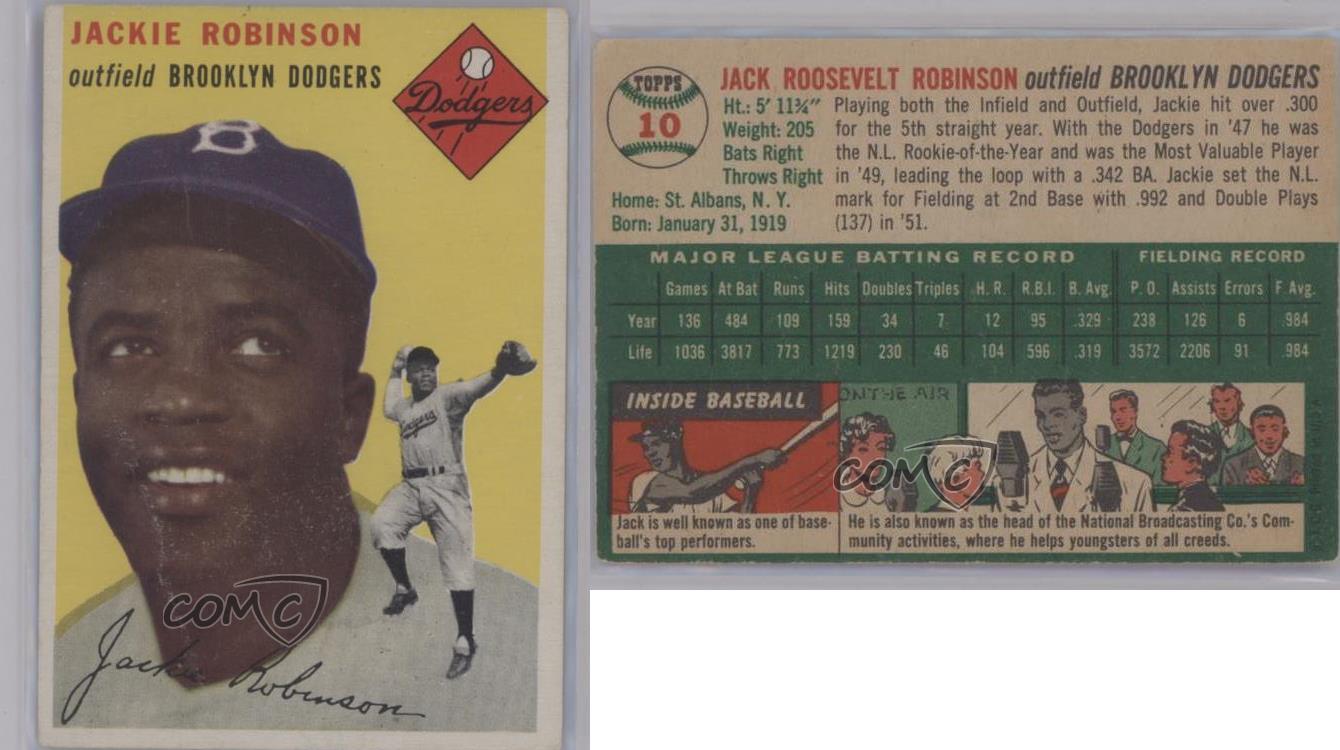 JACKIE ROBINSON
outfield BROOKLYN DODGERS
Dodgers
B
Dodgers
COMC
Jackie Robinson
TOPPS
10
JACK ROOSEVELT ROBINSON outfield BROOKLYN DODGERS
Ht.: 5' 11¾"
Weight: 205
Bats Right
Throws Right
Home: St. Albans, N. Y.
Born: January 31, 1919
Playing both the Infield and Outfield, Jackie hit over .300
for the 5th straight year. With the Dodgers in '47 he was
the N.L. Rookie-of-the-Year and was the Most Valuable Player
in '49, leading the loop with a .342 BA. Jackie set the N.L.
mark for Fielding at 2nd Base with .992 and Double Plays
(137) in '51.
MAJOR LEAGUE BATTING RECORD FIELDING RECORD
Games At Bat Runs Hits Doubles Triples H. R. R.B.I. B. Avg. P. O. Assists Errors F. Avg.
Year 136 484 109 159 34 7 12 95 .329 238 126 6 .984
Life 1036 3817 773 1219 230 46 104 596 .319 3572 2206 91 .984
INSIDE BASEBALL
ON THE AIR
COMC
Jack is well known as one of base-
ball's top performers.
He is also known as the head of the National Broadcasting Co.'s Com-
munity activities, where he helps youngsters of all creeds.